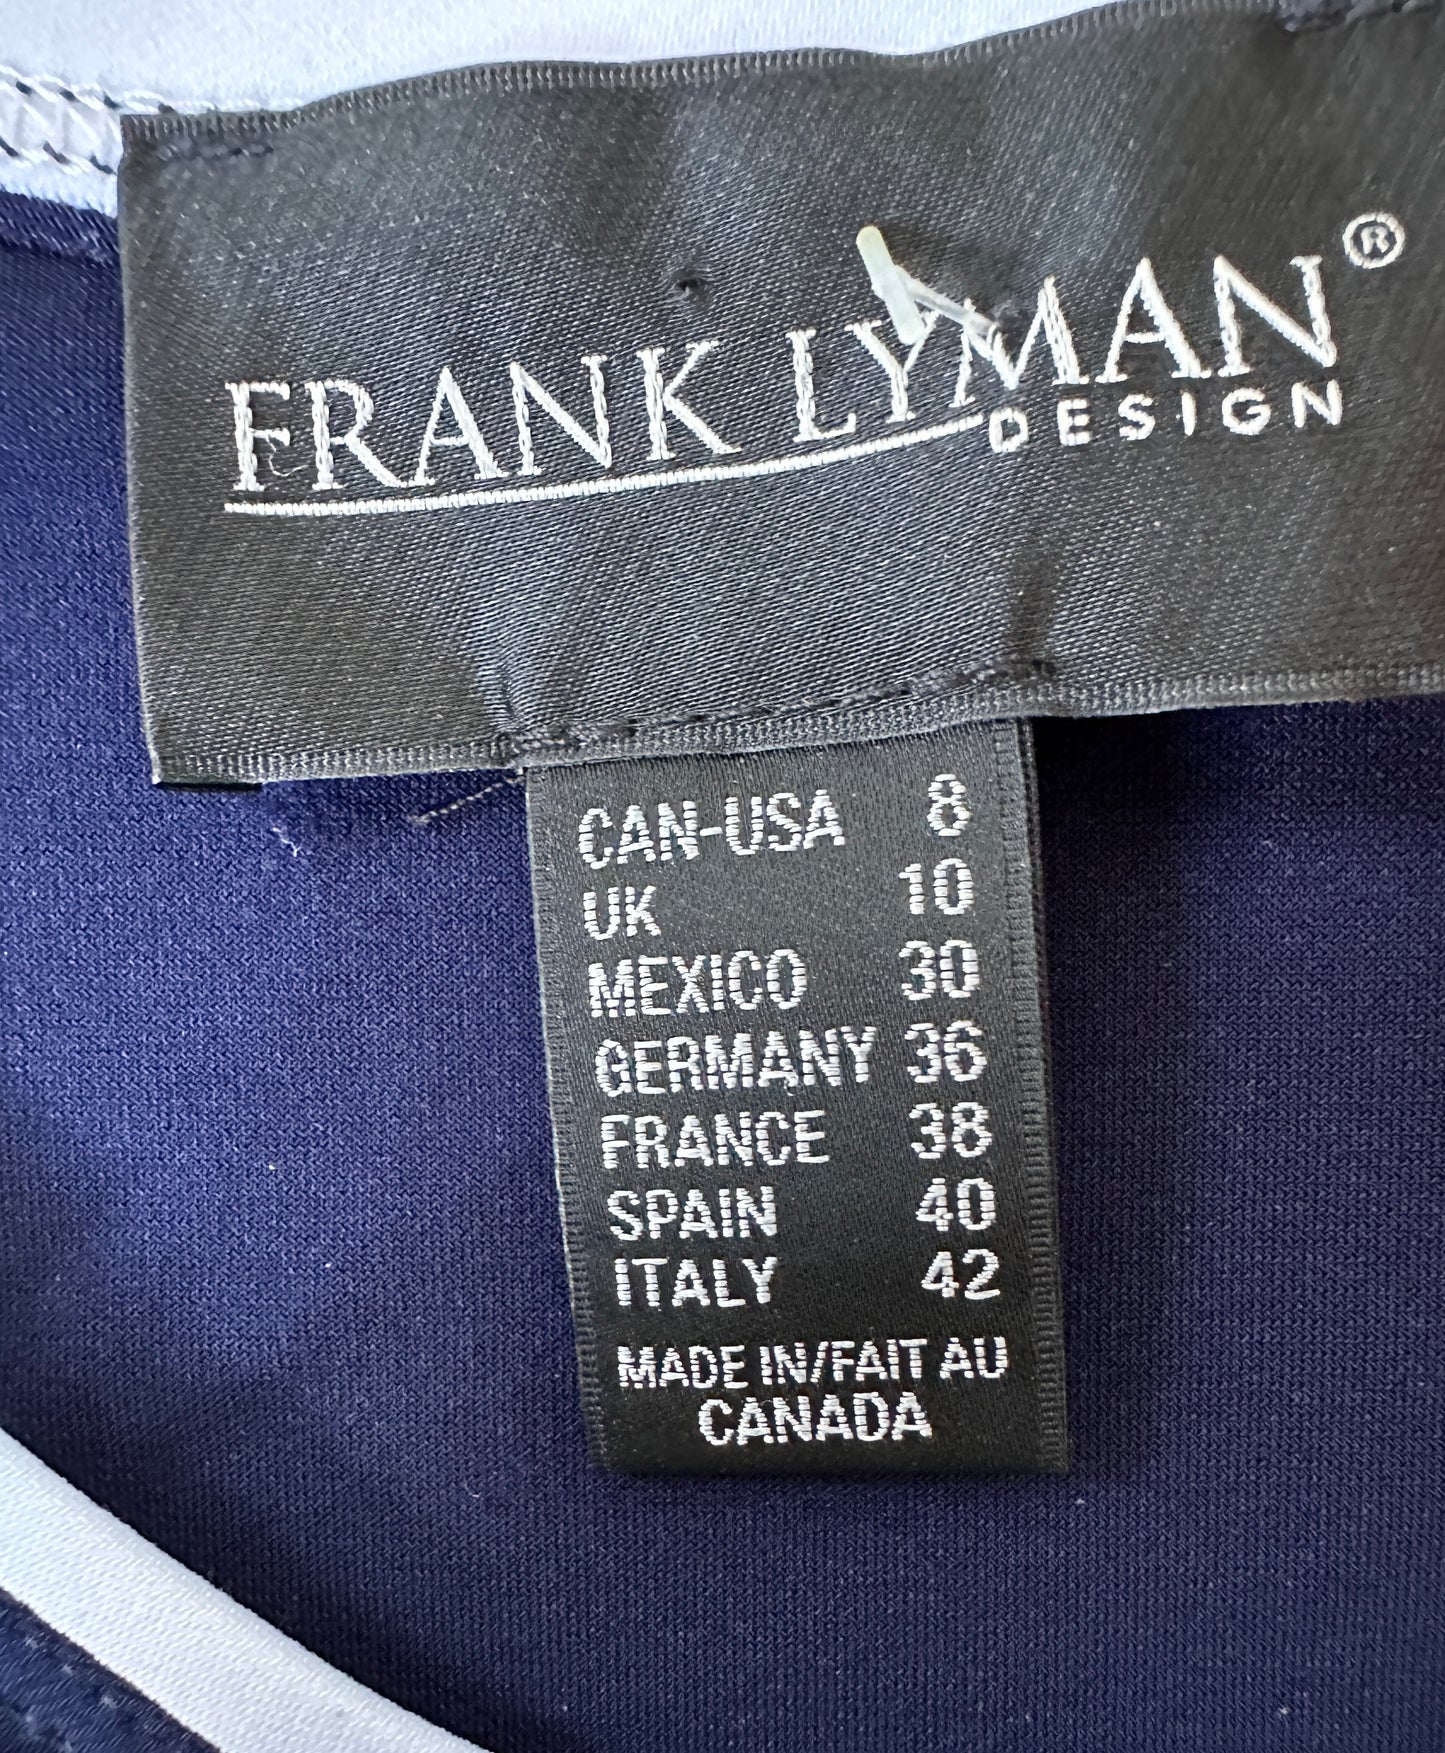 FRANK LYMAN®
DESIGN
CAN-USA 8
UK 10
MEXICO 30
GERMANY 36
FRANCE 38
SPAIN 40
ITALY 42
MADE IN/FAIT AU
CANADA